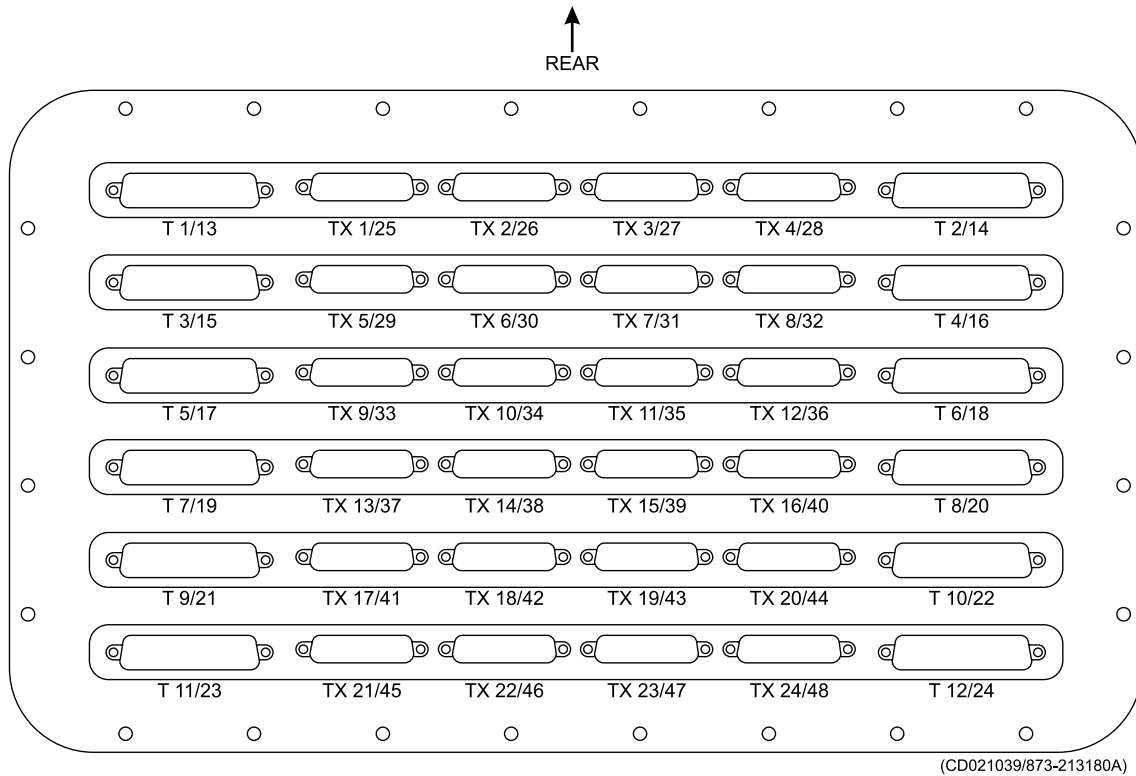 REAR
T 1/13 TX 1/25 TX 2/26 TX 3/27 TX 4/28 T 2/14
T 3/15 TX 5/29 TX 6/30 TX 7/31 TX 8/32 T 4/16
T 5/17 TX 9/33 TX 10/34 TX 11/35 TX 12/36 T 6/18
T 7/19 TX 13/37 TX 14/38 TX 15/39 TX 16/40 T 8/20
T 9/21 TX 17/41 TX 18/42 TX 19/43 TX 20/44 T 10/22
T 11/23 TX 21/45 TX 22/46 TX 23/47 TX 24/48 T 12/24
(CD021039/873-213180A)